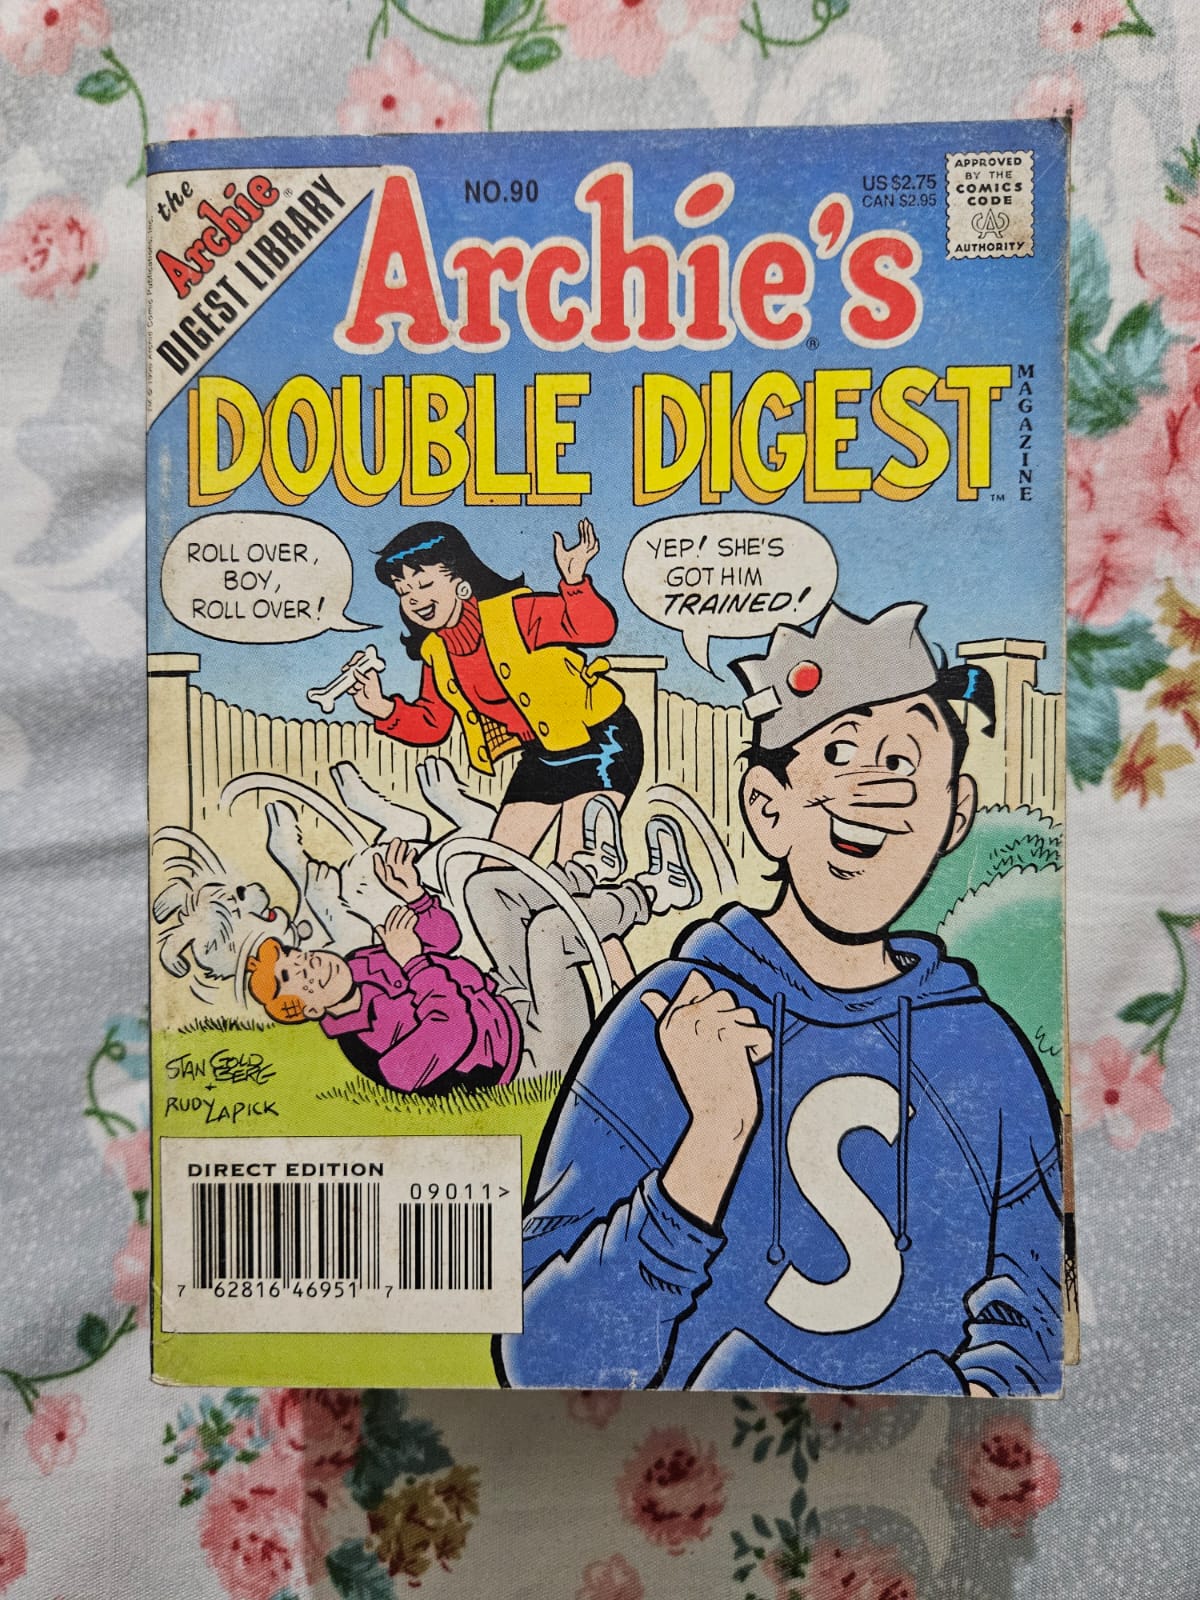 the
Archie®
DIGEST LIBRARY
NO.90
US $2.75
CAN $2.95
APPROVED
BY THE
COMICS
CODE
CA
AUTHORITY
Archie's®
DOUBLE DIGEST™
MAGAZINE
ROLL OVER,
BOY,
ROLL OVER!
YEP! SHE'S
GOT HIM
TRAINED!
S
STAN GOLD
BERG
+
RUDY LAPICK
DIRECT EDITION
09011>
7 62816 46951 7